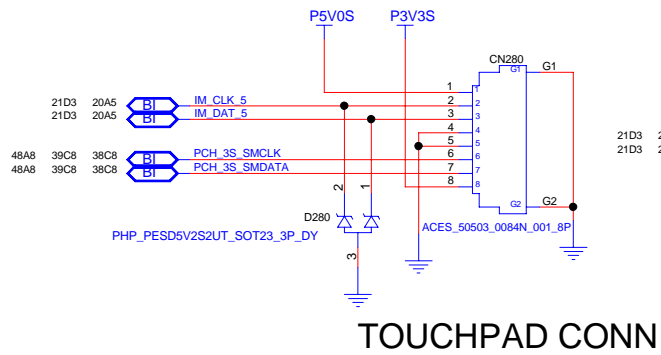 P5V0S P3V3S
CN280
G1 G1
1 1
21D3 20A5 BI IM_CLK_5 2 2
21D3 20A5 BI IM_DAT_5 3 3
4 4
5 5
48A8 39C8 38C8 BI PCH_3S_SMCLK 6 6
48A8 39C8 38C8 BI PCH_3S_SMDATA 7 7
8 8
21D3 2
21D3 2
2 1
G2 G2
D280
ACES_50503_0084N_001_8P
PHP_PESD5V2S2UT_SOT23_3P_DY
3
TOUCHPAD CONN